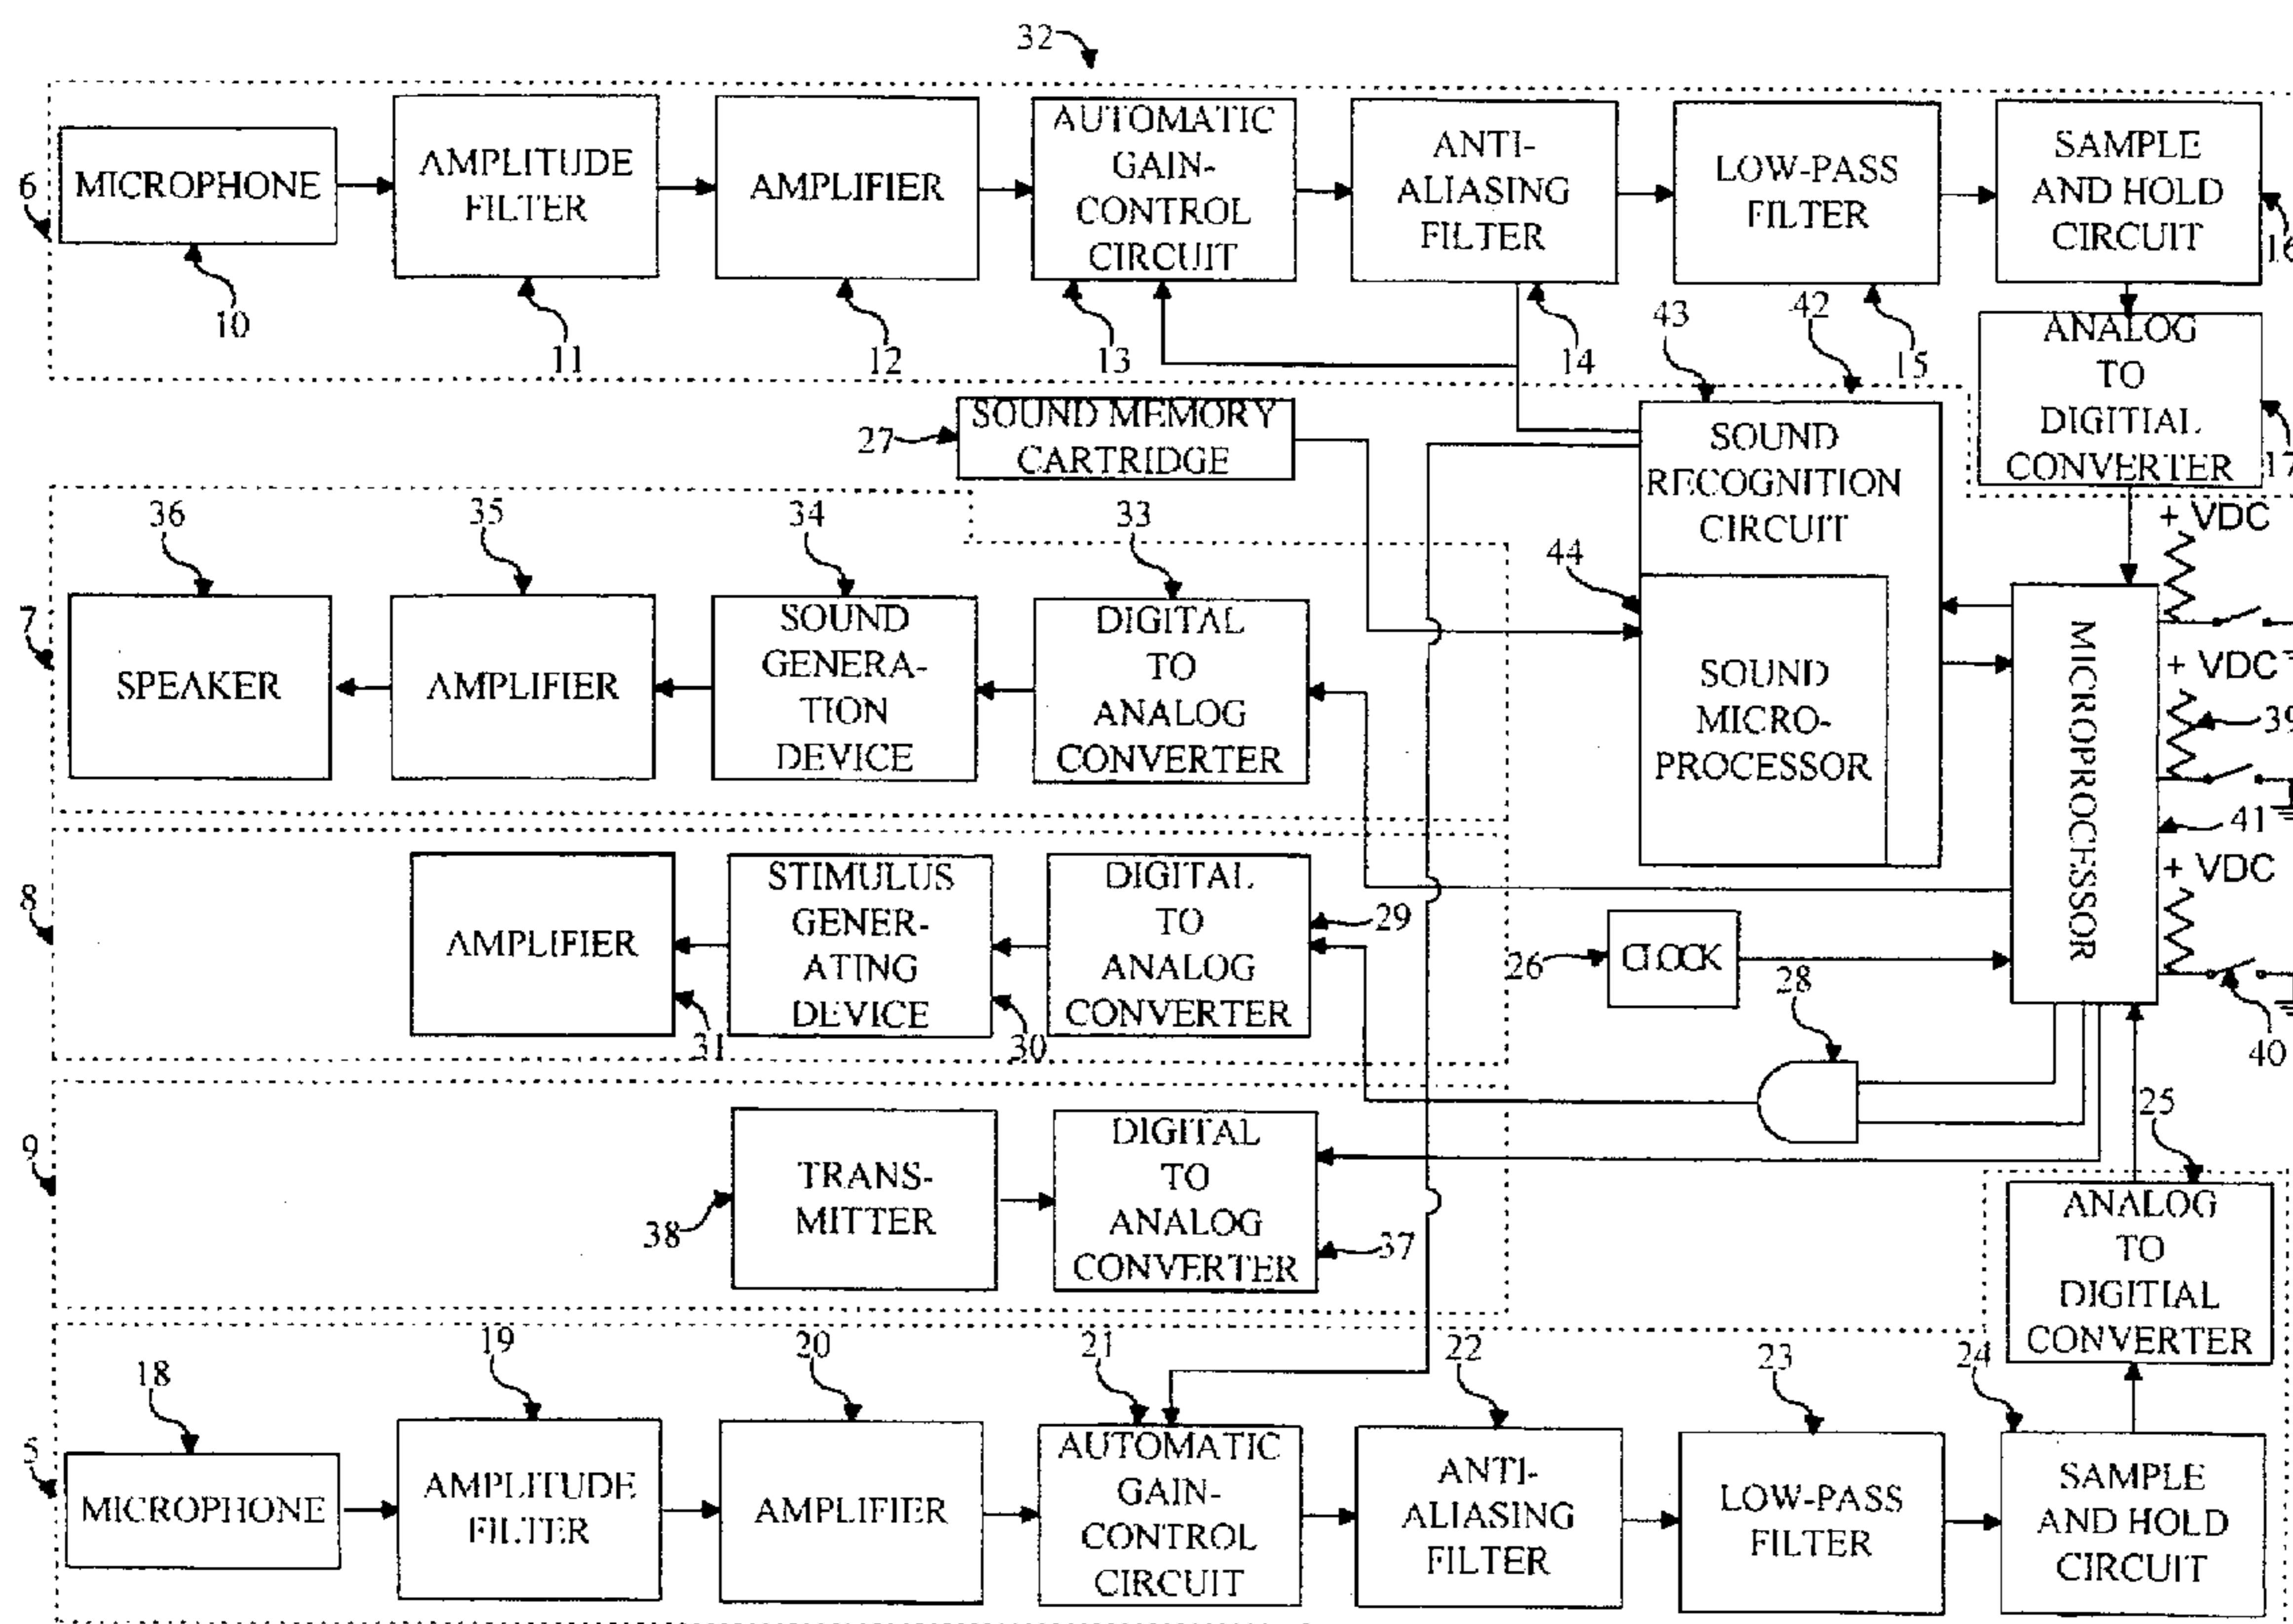 32
6
MICROPHONE
10
AMPLITUDE
FILTER
11
AMPLIFIER
12
AUTOMATIC
GAIN-
CONTROL
CIRCUIT
13
ANTI-
ALIASING
FILTER
14
LOW-PASS
FILTER
15
SAMPLE
AND HOLD
CIRCUIT
16
ANALOG
TO
DIGITIAL
CONVERTER
17
SOUND MEMORY
CARTRIDGE
27
43
42
SOUND
RECOGNITION
CIRCUIT
44
SOUND
MICRO-
PROCESSOR
MICROPROCESSOR
+ VDC
+ VDC
39
41
+ VDC
40
7
36
SPEAKER
35
AMPLIFIER
34
SOUND
GENERA-
TION
DEVICE
33
DIGITAL
TO
ANALOG
CONVERTER
8
AMPLIFIER
31
STIMULUS
GENER-
ATING
DEVICE
30
DIGITAL
TO
ANALOG
CONVERTER
29
26
CLOCK
28
9
38
TRANS-
MITTER
DIGITAL
TO
ANALOG
CONVERTER
37
25
ANALOG
TO
DIGITIAL
CONVERTER
5
18
MICROPHONE
19
AMPLITUDE
FILTER
20
AMPLIFIER
21
AUTOMATIC
GAIN-
CONTROL
CIRCUIT
22
ANTI-
ALIASING
FILTER
23
LOW-PASS
FILTER
24
SAMPLE
AND HOLD
CIRCUIT